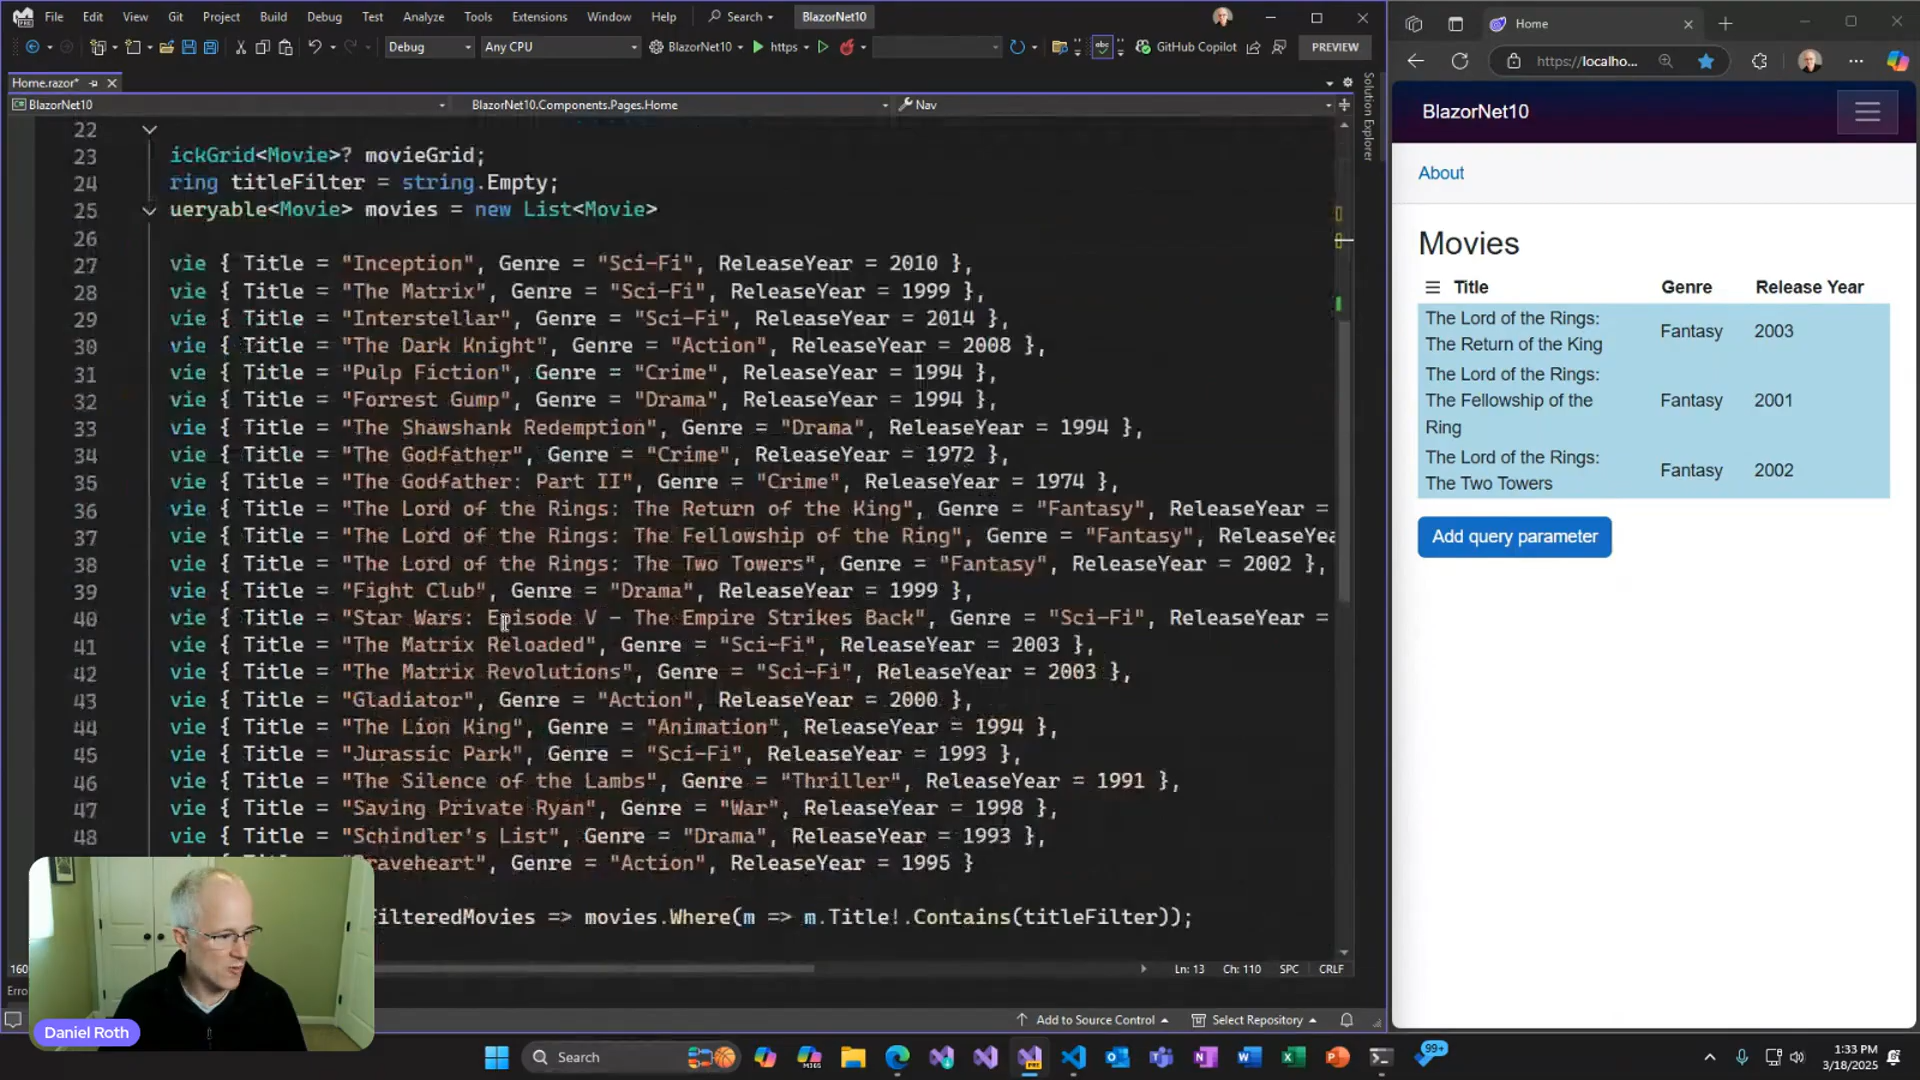 File Edit View Git Project Build Debug Test Analyze Tools Extensions Window Help Search BlazorNet10
Debug Any CPU BlazorNet10 https GitHub Copilot PREVIEW
Home.razor*
BlazorNet10 BlazorNet10.Components.Pages.Home Nav
Solution Explorer
22
23 ickGrid<Movie>? movieGrid;
24 ring titleFilter = string.Empty;
25 ueryable<Movie> movies = new List<Movie>
26
27 vie { Title = "Inception", Genre = "Sci-Fi", ReleaseYear = 2010 },
28 vie { Title = "The Matrix", Genre = "Sci-Fi", ReleaseYear = 1999 },
29 vie { Title = "Interstellar", Genre = "Sci-Fi", ReleaseYear = 2014 },
30 vie { Title = "The Dark Knight", Genre = "Action", ReleaseYear = 2008 },
31 vie { Title = "Pulp Fiction", Genre = "Crime", ReleaseYear = 1994 },
32 vie { Title = "Forrest Gump", Genre = "Drama", ReleaseYear = 1994 },
33 vie { Title = "The Shawshank Redemption", Genre = "Drama", ReleaseYear = 1994 },
34 vie { Title = "The Godfather", Genre = "Crime", ReleaseYear = 1972 },
35 vie { Title = "The Godfather: Part II", Genre = "Crime", ReleaseYear = 1974 },
36 vie { Title = "The Lord of the Rings: The Return of the King", Genre = "Fantasy", ReleaseYear =
37 vie { Title = "The Lord of the Rings: The Fellowship of the Ring", Genre = "Fantasy", ReleaseYea
38 vie { Title = "The Lord of the Rings: The Two Towers", Genre = "Fantasy", ReleaseYear = 2002 },
39 vie { Title = "Fight Club", Genre = "Drama", ReleaseYear = 1999 },
40 vie { Title = "Star Wars: Episode V - The Empire Strikes Back", Genre = "Sci-Fi", ReleaseYear =
41 vie { Title = "The Matrix Reloaded", Genre = "Sci-Fi", ReleaseYear = 2003 },
42 vie { Title = "The Matrix Revolutions", Genre = "Sci-Fi", ReleaseYear = 2003 },
43 vie { Title = "Gladiator", Genre = "Action", ReleaseYear = 2000 },
44 vie { Title = "The Lion King", Genre = "Animation", ReleaseYear = 1994 },
45 vie { Title = "Jurassic Park", Genre = "Sci-Fi", ReleaseYear = 1993 },
46 vie { Title = "The Silence of the Lambs", Genre = "Thriller", ReleaseYear = 1991 },
47 vie { Title = "Saving Private Ryan", Genre = "War", ReleaseYear = 1998 },
48 vie { Title = "Schindler's List", Genre = "Drama", ReleaseYear = 1993 },
raveheart", Genre = "Action", ReleaseYear = 1995 }
FilteredMovies => movies.Where(m => m.Title!.Contains(titleFilter));
160 Ln: 13 Ch: 110 SPC CRLF
Erro
Add to Source Control Select Repository
Daniel Roth
Home
https://localho...
BlazorNet10
About
Movies
Title Genre Release Year
The Lord of the Rings:
The Return of the King Fantasy 2003
The Lord of the Rings:
The Fellowship of the Fantasy 2001
Ring
The Lord of the Rings:
The Two Towers Fantasy 2002
Add query parameter
Search
M365
99+
1:33 PM
3/18/2025